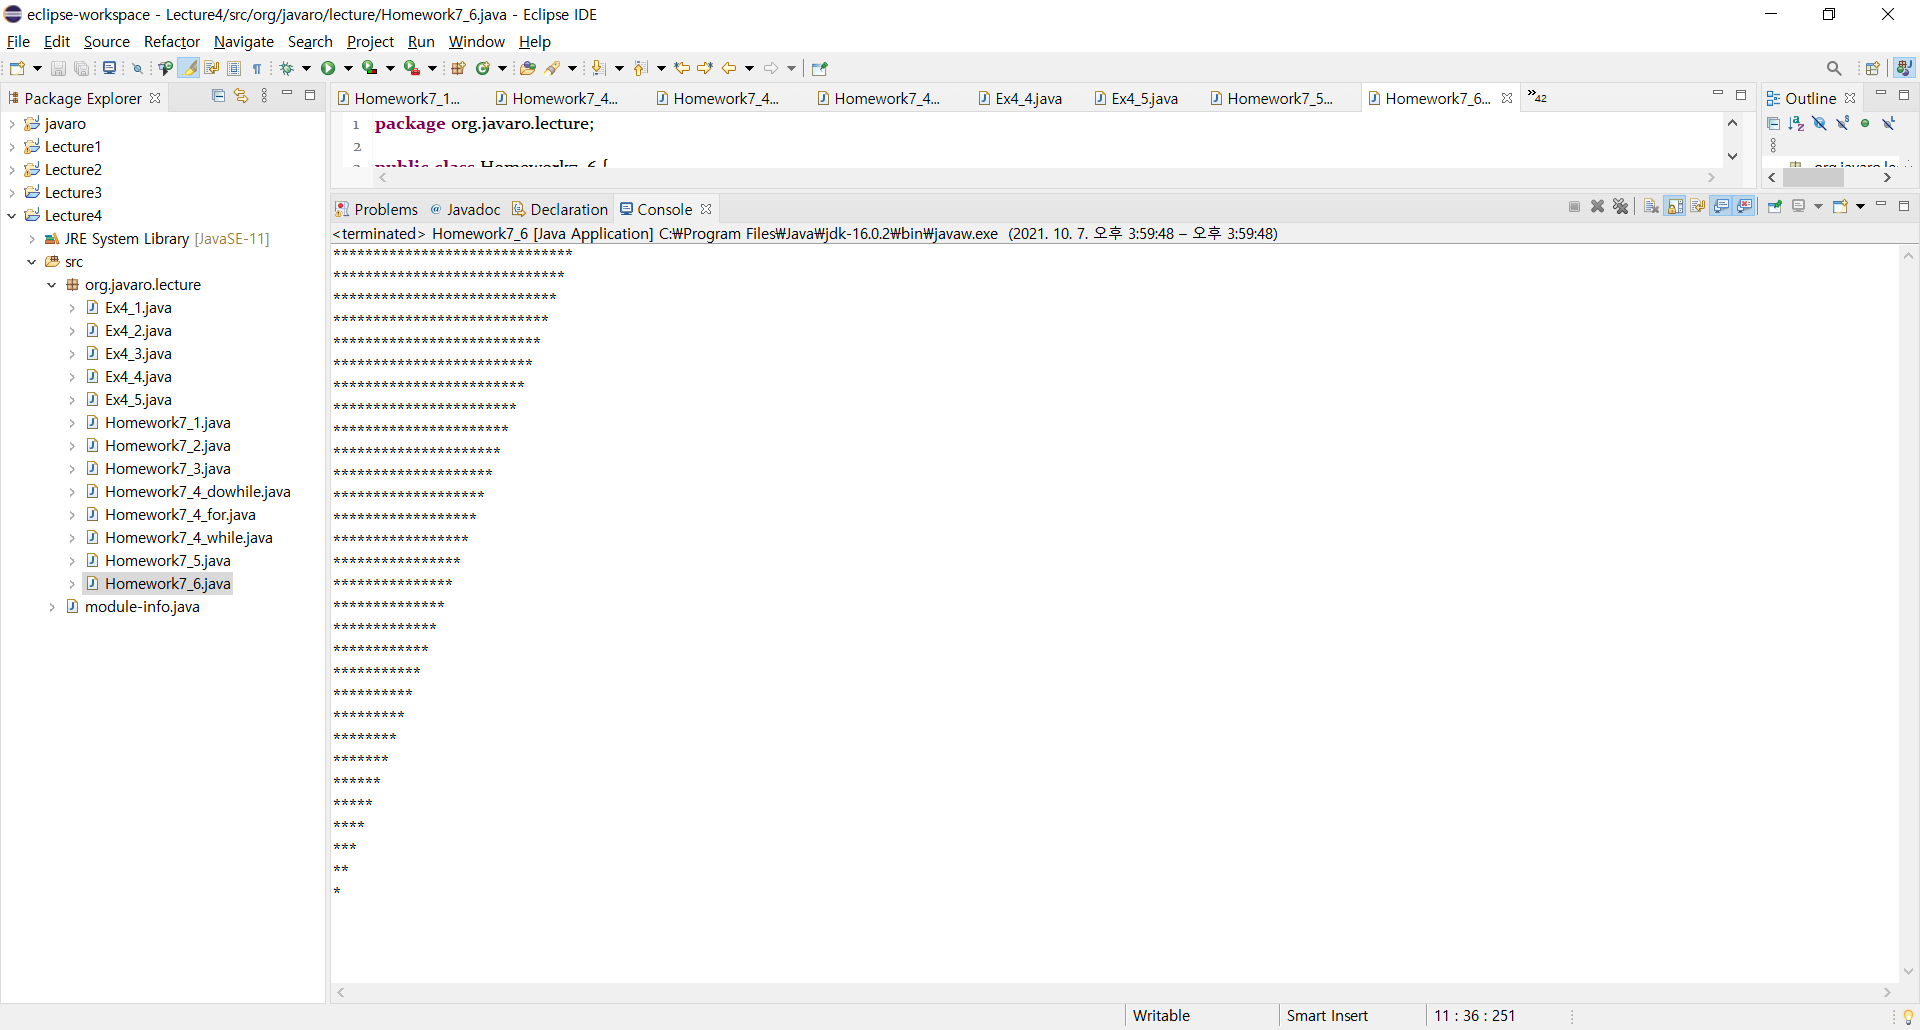 eclipse-workspace - Lecture4/src/org/javaro/lecture/Homework7_6.java - Eclipse IDE
File Edit Source Refactor Navigate Search Project Run Window Help
Package Explorer
javaro
Lecture1
Lecture2
Lecture3
Lecture4
JRE System Library [JavaSE-11]
src
org.javaro.lecture
Ex4_1.java
Ex4_2.java
Ex4_3.java
Ex4_4.java
Ex4_5.java
Homework7_1.java
Homework7_2.java
Homework7_3.java
Homework7_4_dowhile.java
Homework7_4_for.java
Homework7_4_while.java
Homework7_5.java
Homework7_6.java
module-info.java
Homework7_1... Homework7_4... Homework7_4... Homework7_4... Ex4_4.java Ex4_5.java Homework7_5... Homework7_6... »42
1 package org.javaro.lecture;
2
public class Homework7_6 {
Outline
org.javaro.le
Problems @ Javadoc Declaration Console
<terminated> Homework7_6 [Java Application] C:₩Program Files₩Java₩jdk-16.0.2₩bin₩javaw.exe (2021. 10. 7. 오후 3:59:48 – 오후 3:59:48)
******************************
*****************************
****************************
***************************
**************************
*************************
************************
***********************
**********************
*********************
********************
*******************
******************
*****************
****************
***************
**************
*************
************
***********
**********
*********
********
*******
******
*****
****
***
**
*
Writable Smart Insert 11 : 36 : 251